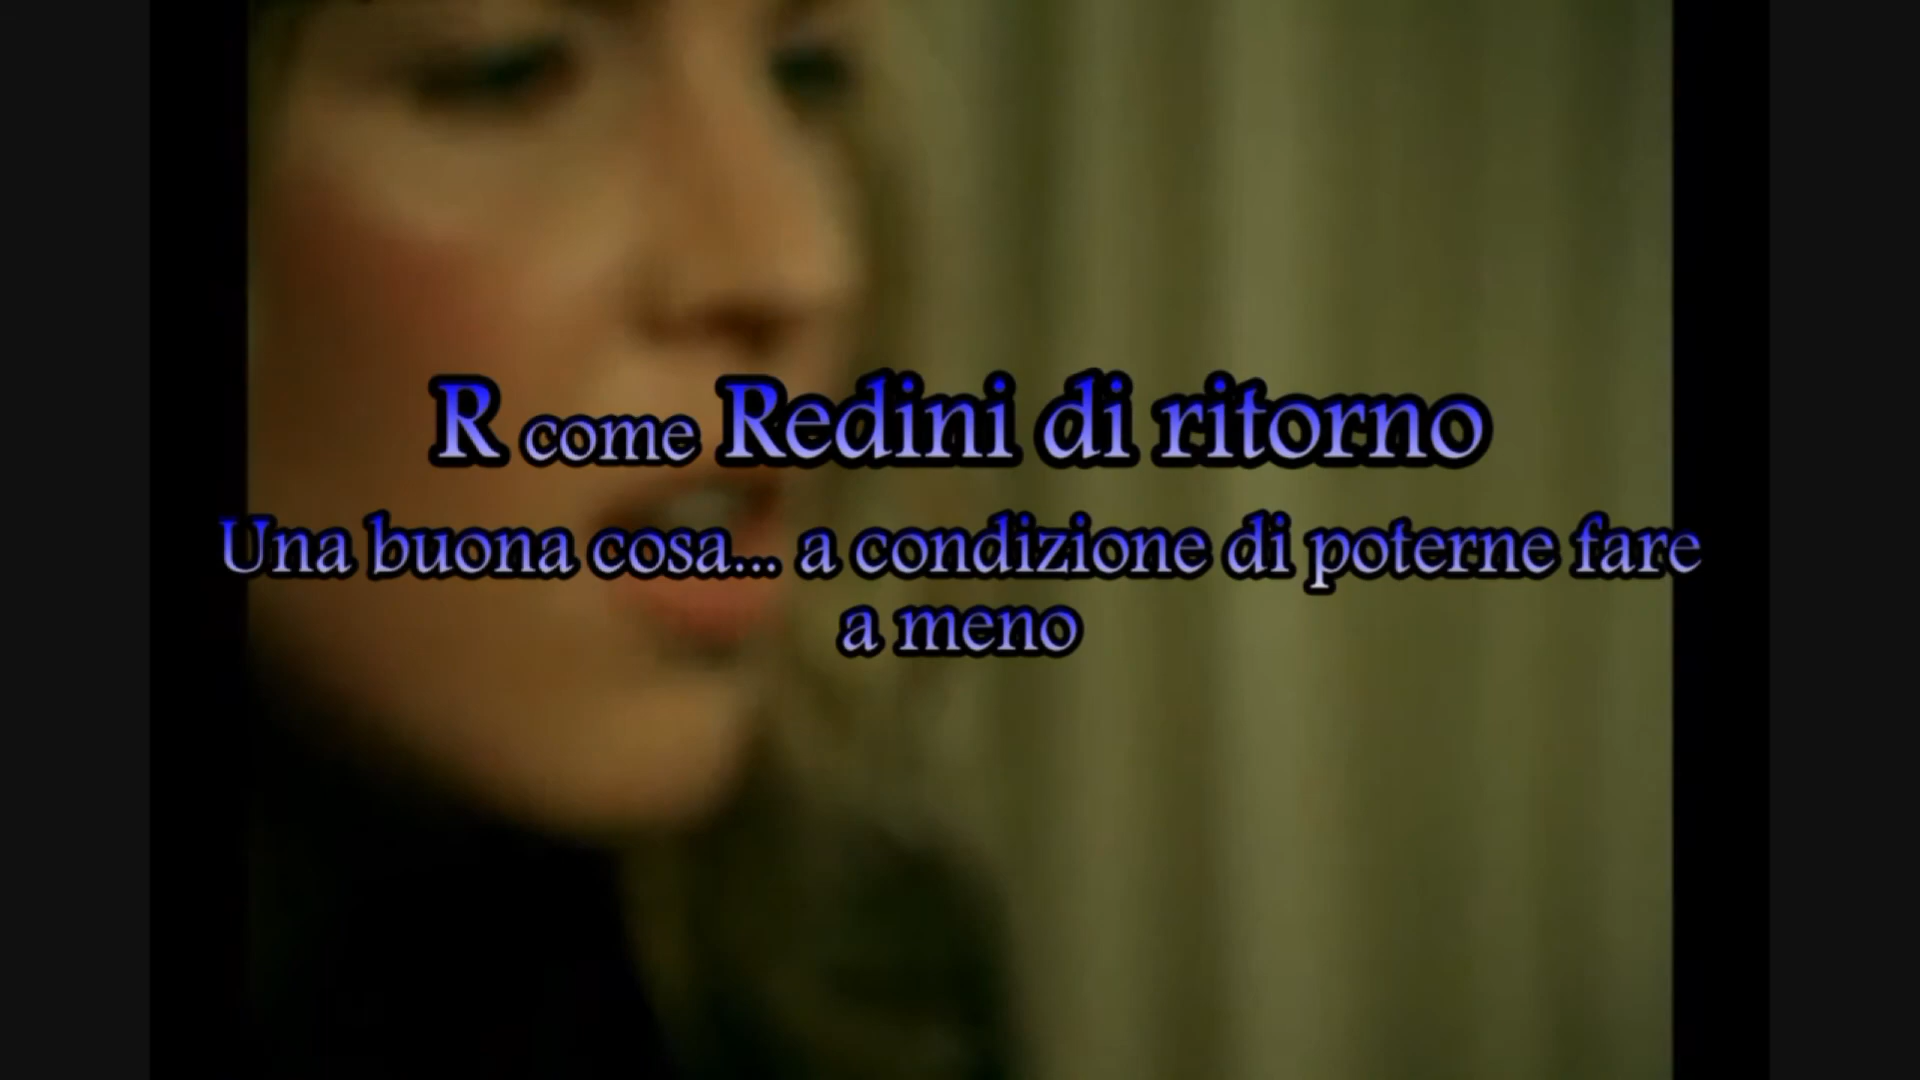 R come Redini di ritorno
Una buona cosa... a condizione di poterne fare
a meno